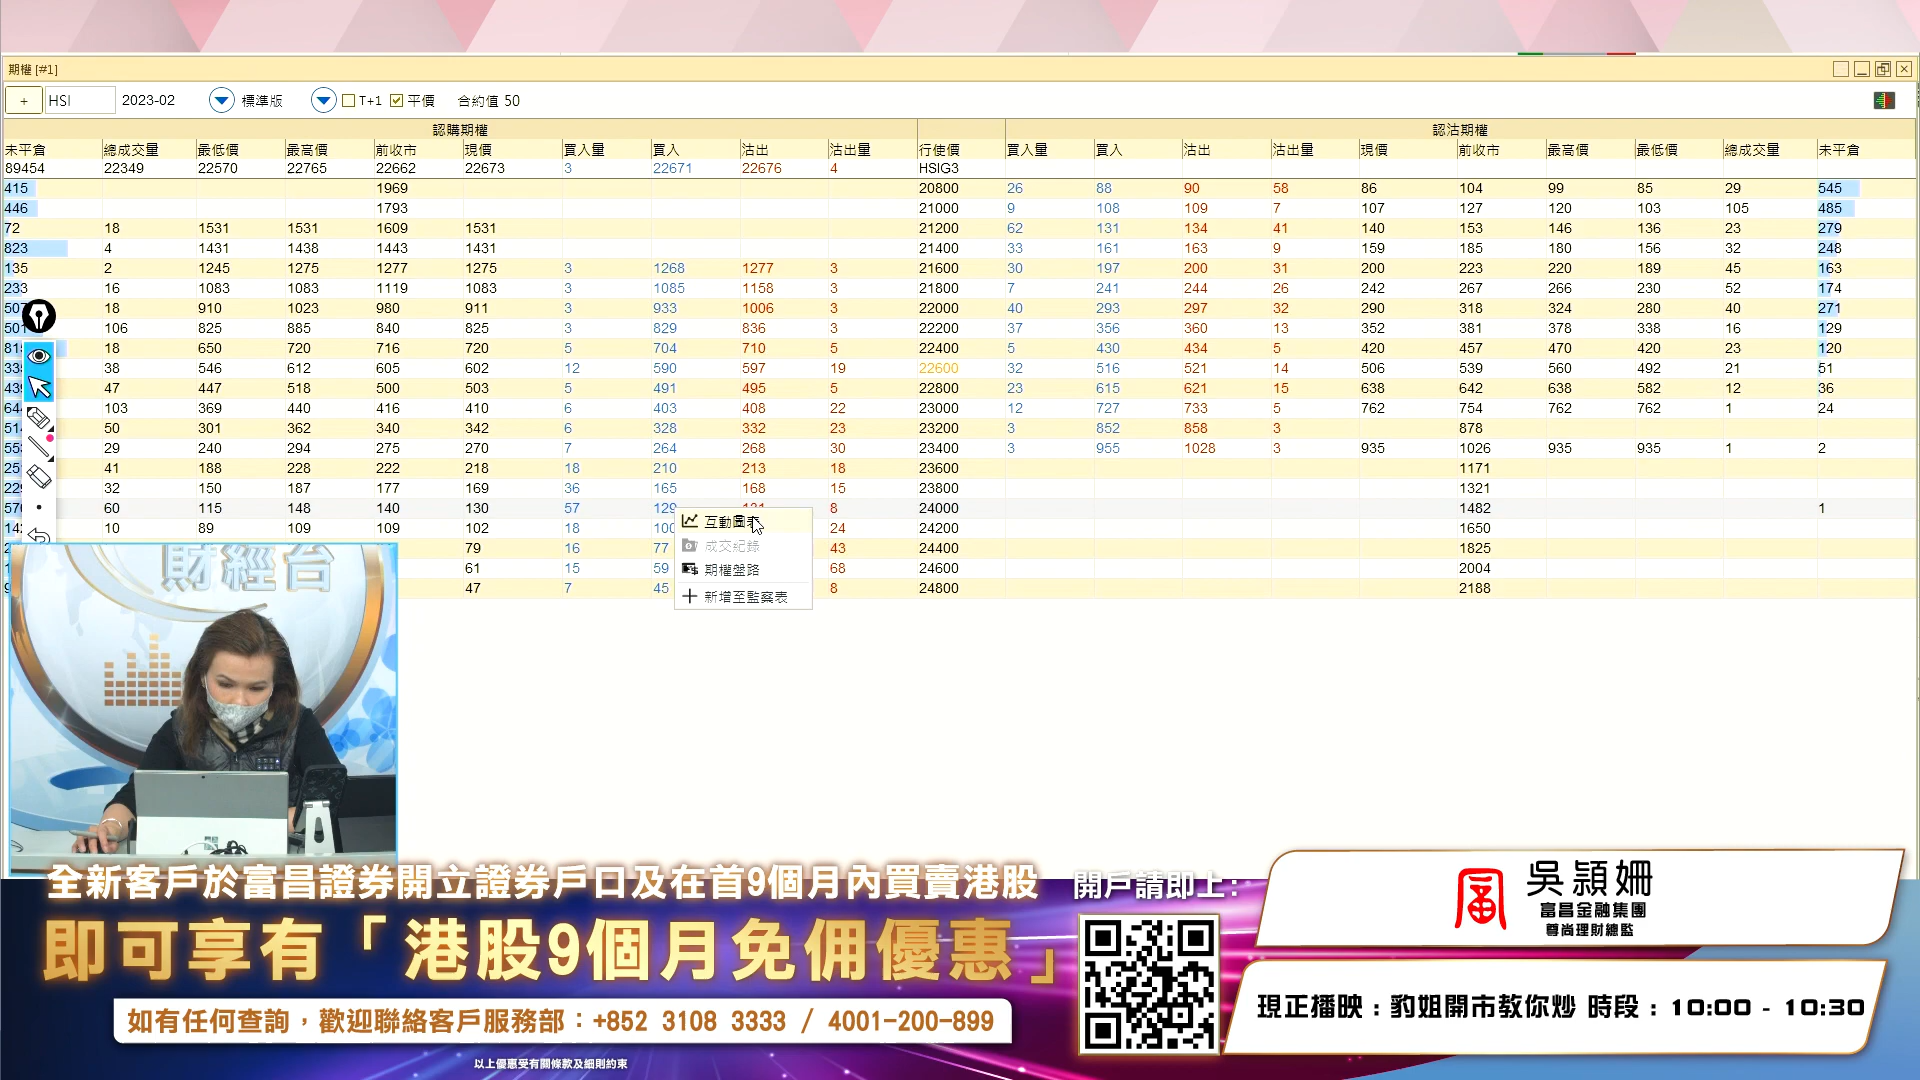 期權 [#1]
+ HSI 2023-02 標準版 T+1 平價 合約值 50
認購期權 認沽期權
未平倉 總成交量 最低價 最高價 前收市 現價 買入量 買入 沽出 沽出量 行使價 買入量 買入 沽出 沽出量 現價 前收市 最高價 最低價 總成交量 未平倉
89454 22349 22570 22765 22662 22673 3 22671 22676 4 HSIG3
415 1969 20800 26 88 90 58 86 104 99 85 29 545
446 1793 21000 9 108 109 7 107 127 120 103 105 485
72 18 1531 1531 1609 1531 21200 62 131 134 41 140 153 146 136 23 279
823 4 1431 1438 1443 1431 21400 33 161 163 9 159 185 180 156 32 248
135 2 1245 1275 1277 1275 3 1268 1277 3 21600 30 197 200 31 200 223 220 189 45 163
233 16 1083 1083 1119 1083 3 1085 1158 3 21800 7 241 244 26 242 267 266 230 52 174
507 18 910 1023 980 911 3 933 1006 3 22000 40 293 297 32 290 318 324 280 40 271
501 106 825 885 840 825 3 829 836 3 22200 37 356 360 13 352 381 378 338 16 129
18 650 720 716 720 5 704 710 5 22400 5 430 434 5 420 457 470 420 23 120
38 546 612 605 602 12 590 597 19 22600 32 516 521 14 506 539 560 492 21 51
47 447 518 500 503 5 491 495 5 22800 23 615 621 15 638 642 638 582 12 36
103 369 440 416 410 6 403 408 22 23000 12 727 733 5 762 754 762 762 1 24
50 301 362 340 342 6 328 332 23 23200 3 852 858 3 878
29 240 294 275 270 7 264 268 30 23400 3 955 1028 3 935 1026 935 935 1 2
41 188 228 222 218 18 210 213 18 23600 1171
32 150 187 177 169 36 165 168 15 23800 1321
60 115 148 140 130 57 129 8 24000 1482 1
10 89 109 109 102 18 100 24 24200 1650
79 16 77 43 24400 1825
61 15 59 68 24600 2004
47 7 45 8 24800 2188
互動圖表
成交紀錄
期權盤路
新增至監察表
財經台
全新客戶於富昌證券開立證券戶口及在首9個月內買賣港股
即可享有「港股9個月免佣優惠」
如有任何查詢，歡迎聯絡客戶服務部：+852 3108 3333 / 4001-200-899
以上優惠受有關條款及細則約束
開戶請即上：
吳潁姍
富昌金融集團
尊尚理財總監
現正播映：豹姐開市教你炒 時段：10:00 - 10:30